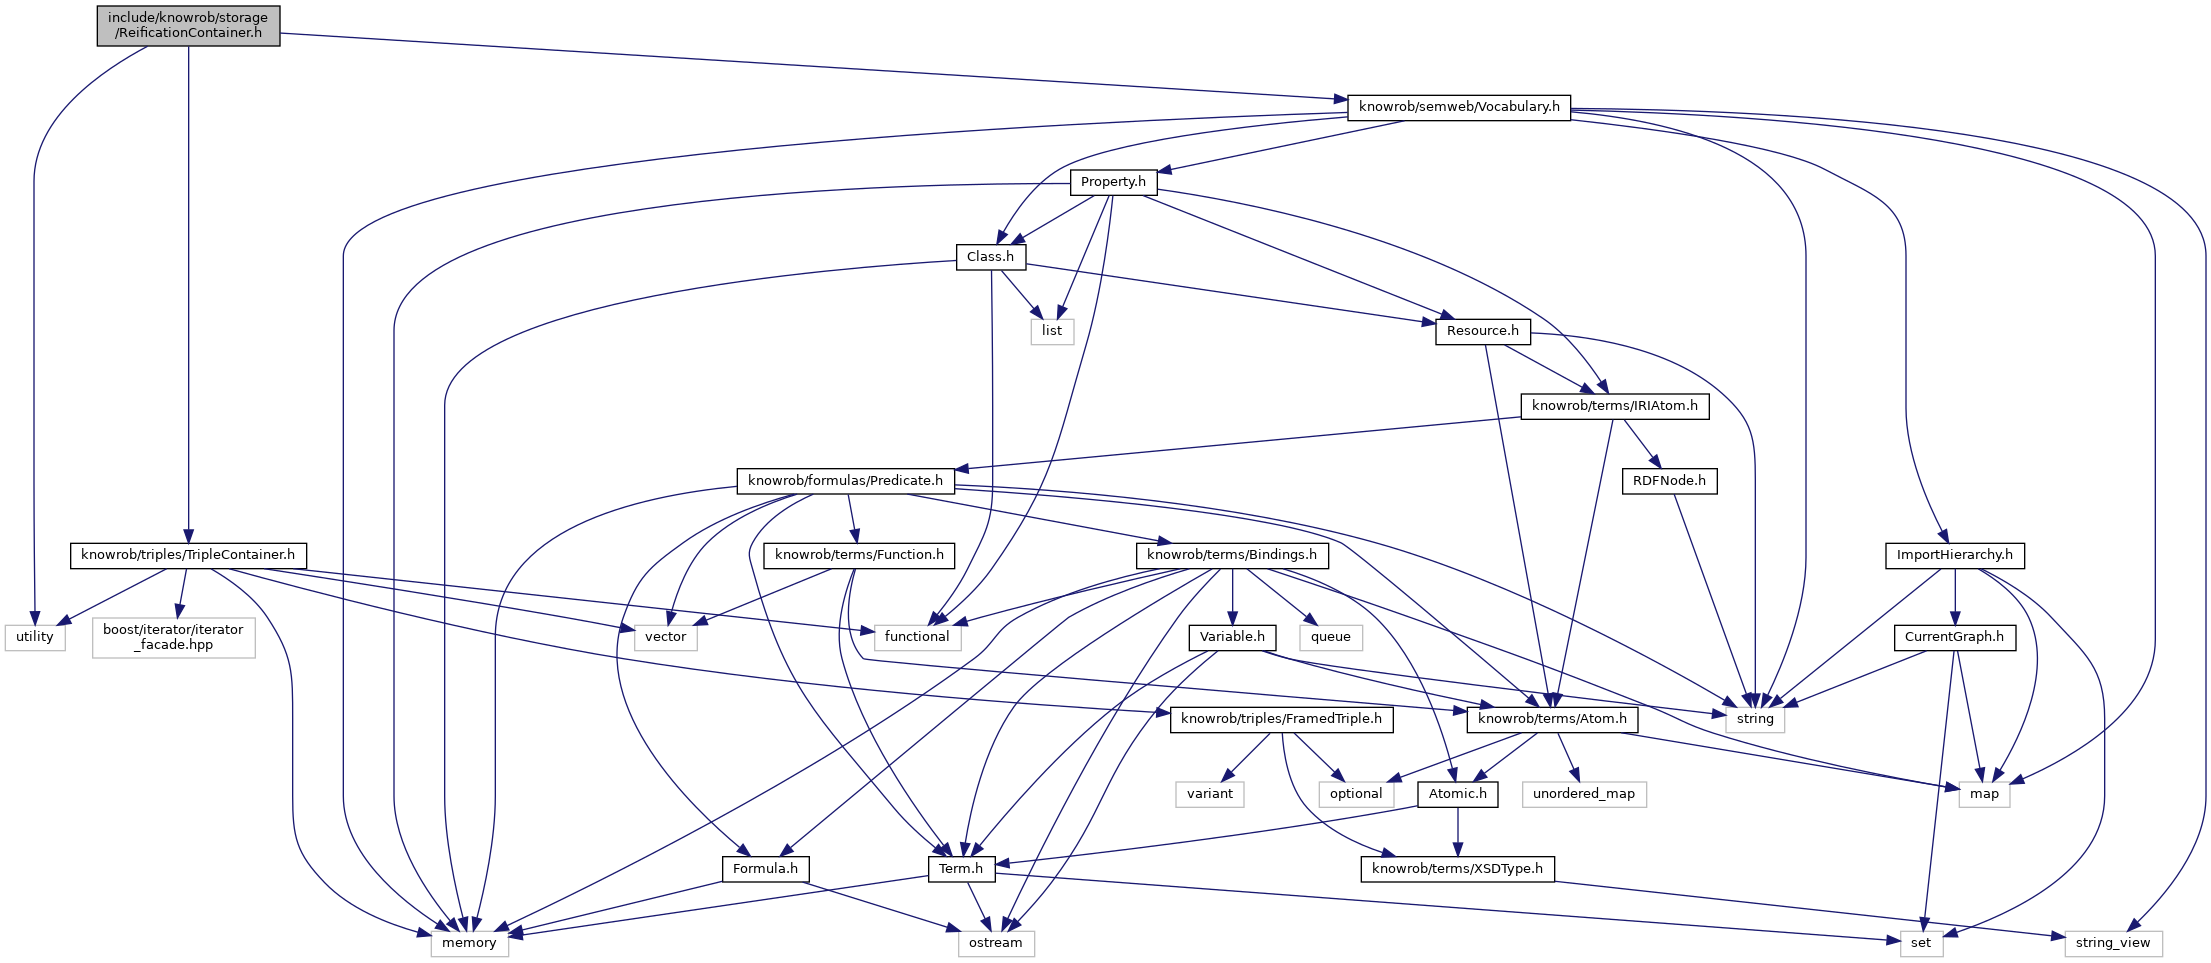 include/knowrob/storage
/ReificationContainer.h
knowrob/semweb/Vocabulary.h
Property.h
Class.h
list
Resource.h
knowrob/terms/IRIAtom.h
knowrob/formulas/Predicate.h
RDFNode.h
knowrob/triples/TripleContainer.h
knowrob/terms/Function.h
knowrob/terms/Bindings.h
ImportHierarchy.h
utility
boost/iterator/iterator
_facade.hpp
vector
functional
Variable.h
queue
CurrentGraph.h
knowrob/triples/FramedTriple.h
knowrob/terms/Atom.h
string
variant
optional
Atomic.h
unordered_map
map
Formula.h
Term.h
knowrob/terms/XSDType.h
memory
ostream
set
string_view